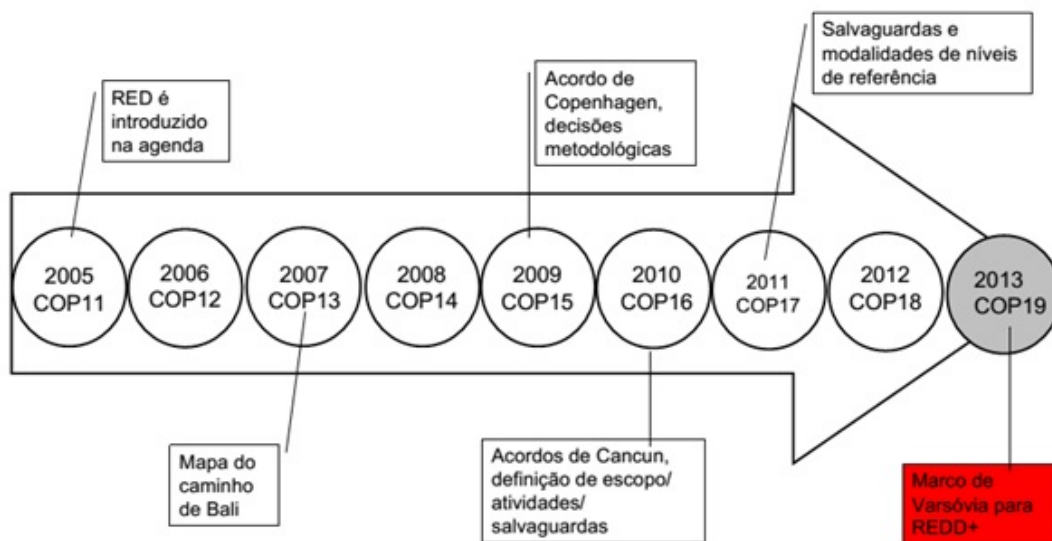 Salvaguardas e
modalidades de níveis
de referência
Acordo de
Copenhagen,
decisões
metodológicas
RED é
introduzido
na agenda
2005
COP11
2006
COP12
2007
COP13
2008
COP14
2009
COP15
2010
COP16
2011
COP17
2012
COP18
2013
COP19
Mapa do
caminho
de Bali
Acordos de Cancun,
definição de escopo/
atividades/
salvaguardas
Marco de
Varsóvia para
REDD+